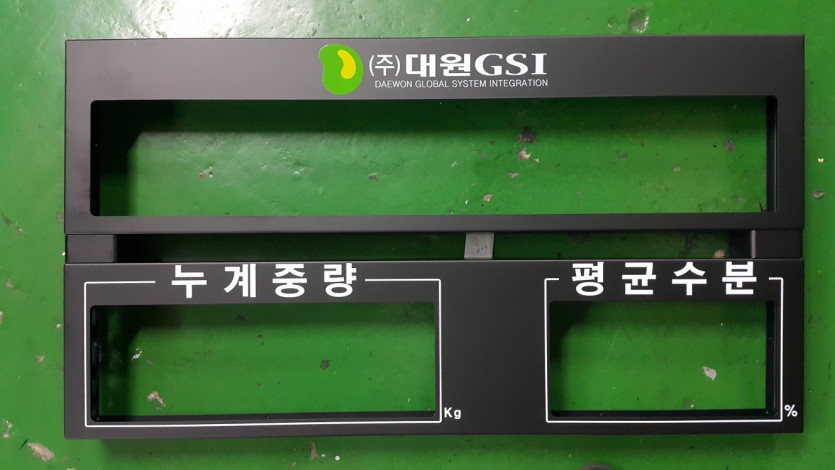 (주)대원GSI
DAEWON GLOBAL SYSTEM INTEGRATION
누계중량 평균수분
Kg %